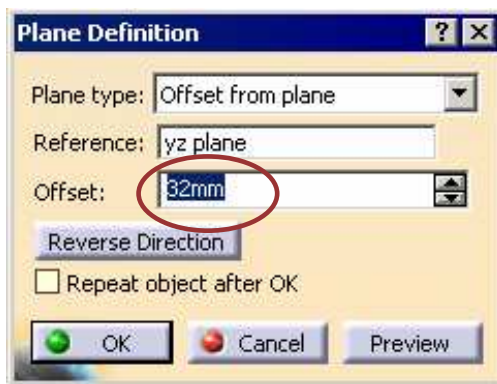 Plane Definition
Plane type: Offset from plane
Reference: yz plane
Offset: 32mm
Reverse Direction
Repeat object after OK
OK Cancel Preview